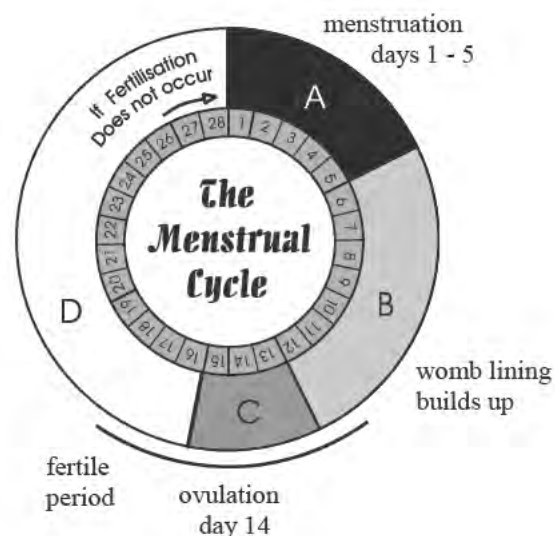 menstruation
days 1 - 5
If Fertilisation
Does not occur
A
1
2
3
4
5
6
7
8
9
10
11
12
13
14
15
16
17
18
19
20
21
22
23
24
25
26
27
28
The
Menstrual
Cycle
B
D
C
womb lining
builds up
fertile
period
ovulation
day 14